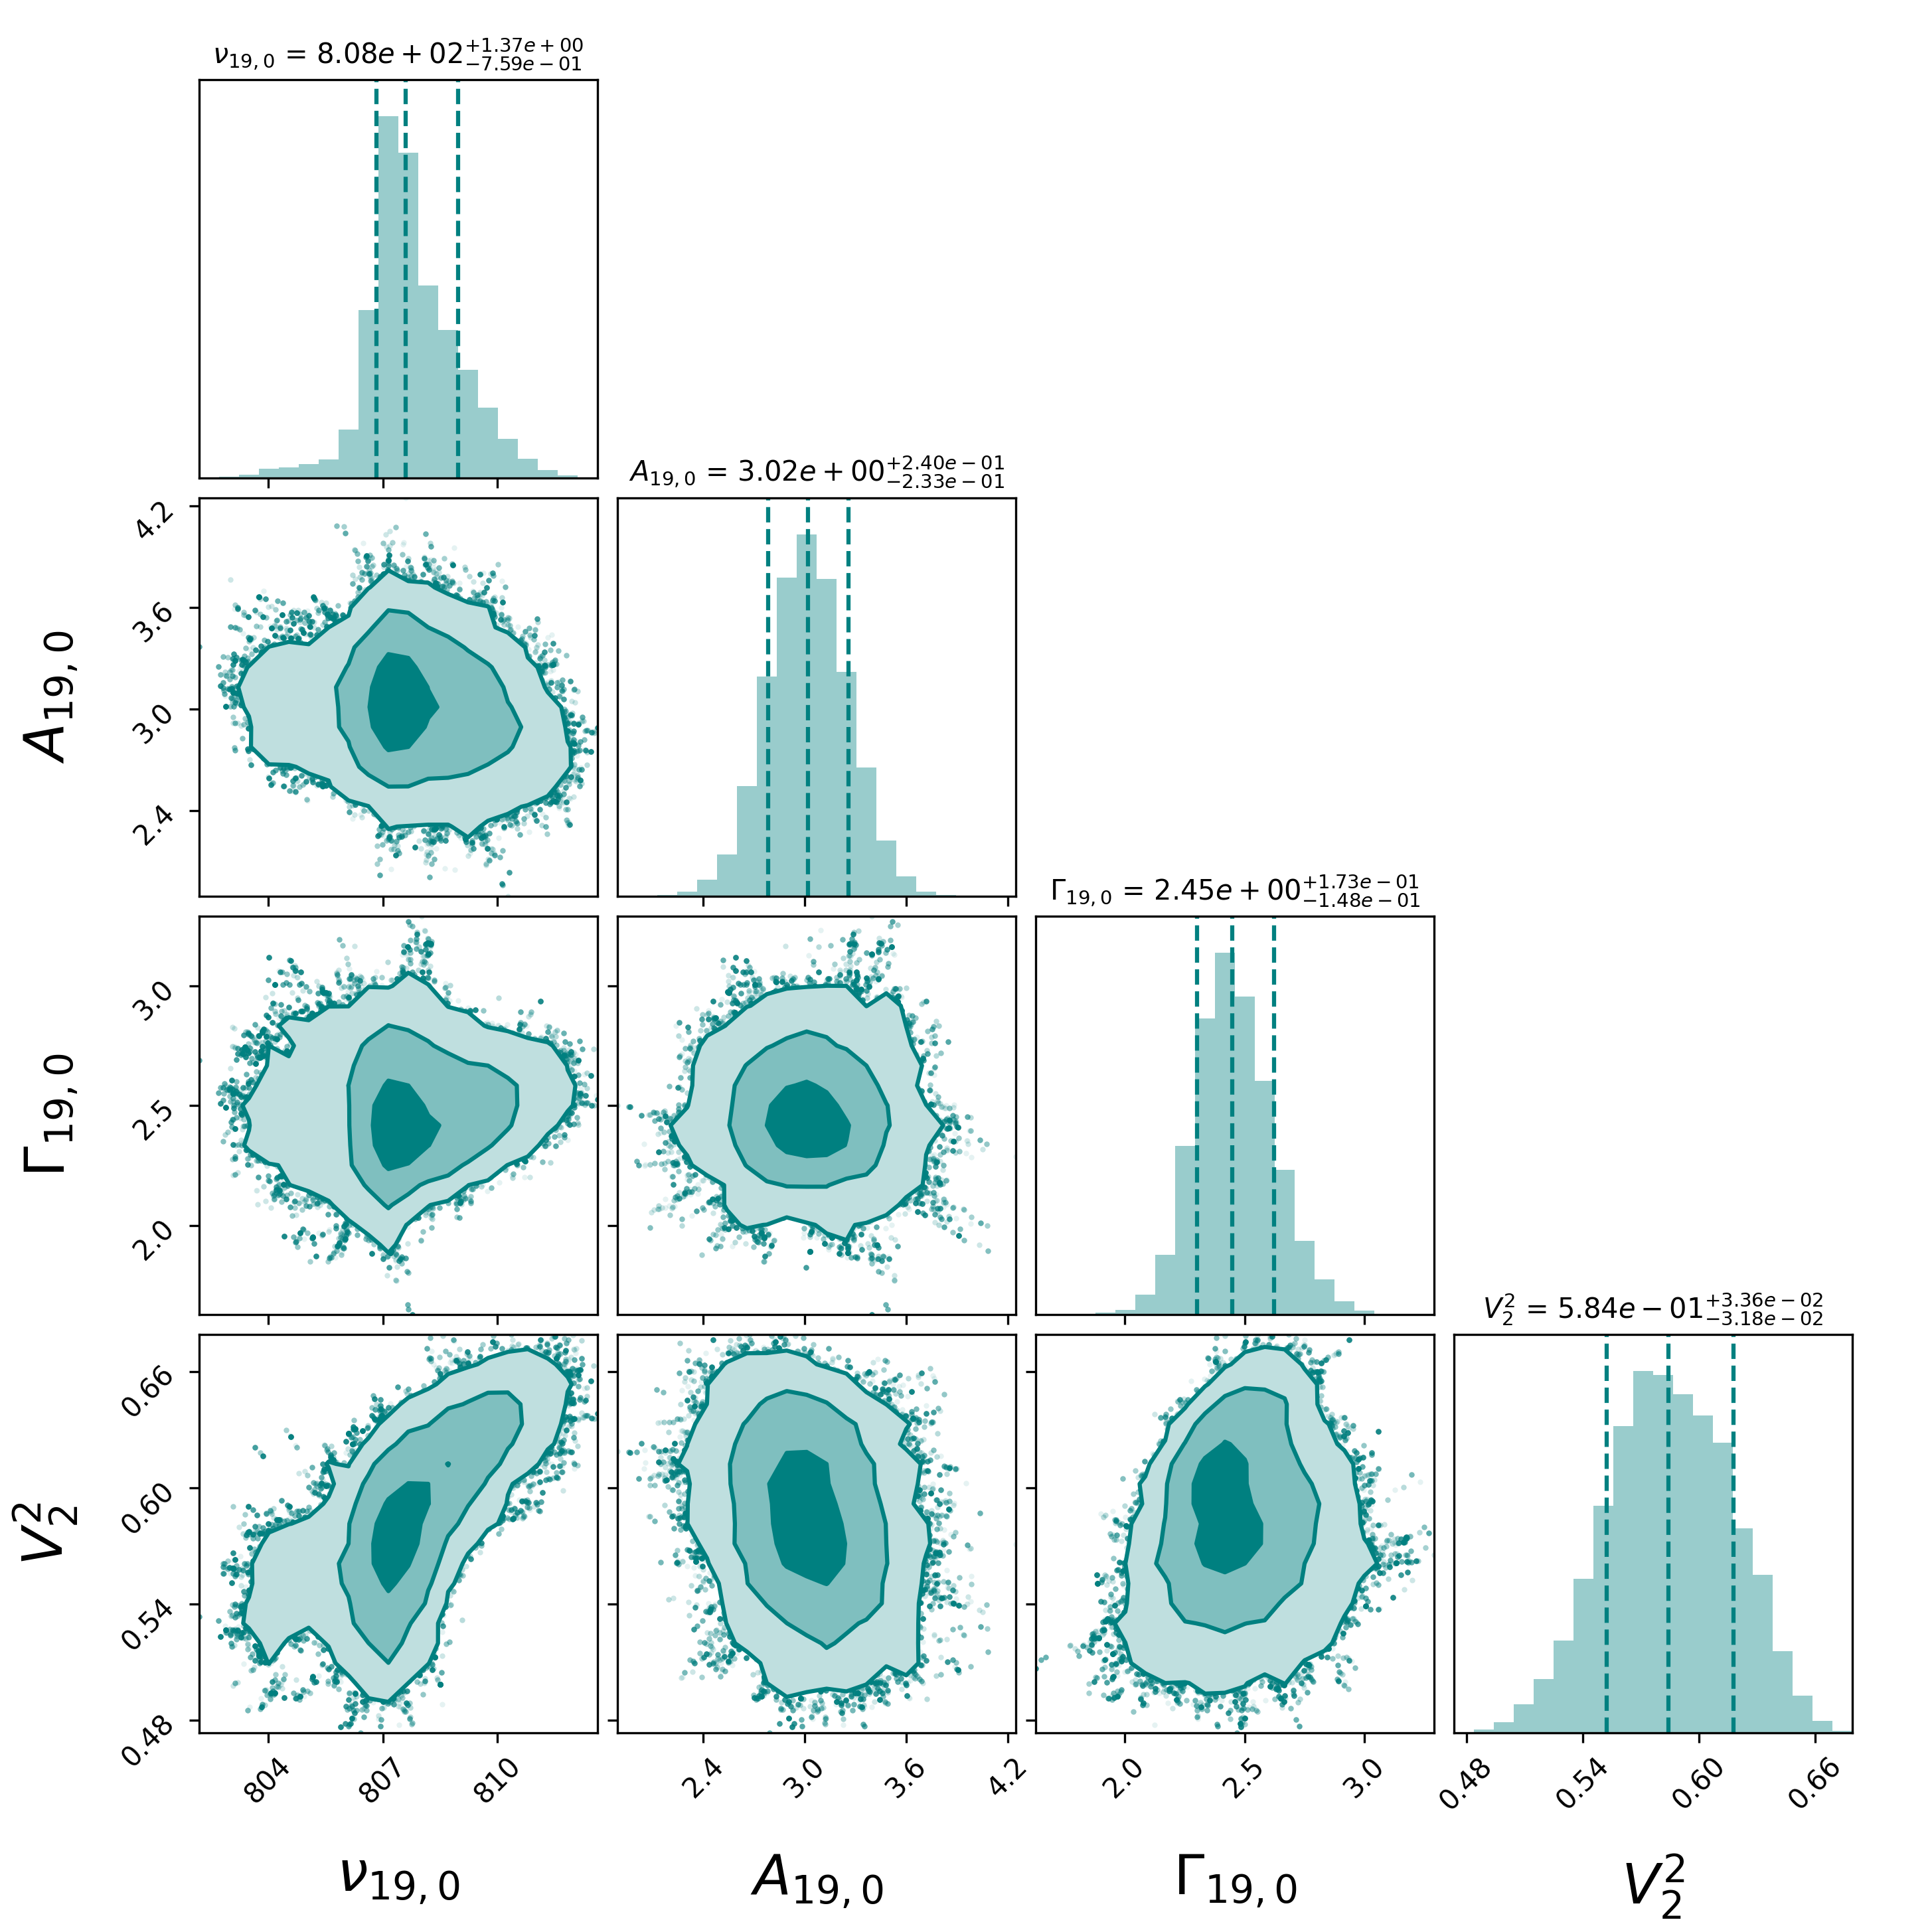 ν19,0 = 8.08e + 02 +1.37e + 00 −7.59e − 01
A19,0 = 3.02e + 00 +2.40e − 01 −2.33e − 01
4.2
3.6
3.0
2.4
A19,0
Γ19,0 = 2.45e + 00 +1.73e − 01 −1.48e − 01
3.0
2.5
2.0
Γ19,0
V²₂ = 5.84e − 01 +3.36e − 02 −3.18e − 02
0.66
0.60
0.54
0.48
V²₂
804 807 810 2.4 3.0 3.6 4.2 2.0 2.5 3.0 0.48 0.54 0.60 0.66
ν19,0 A19,0 Γ19,0 V²₂